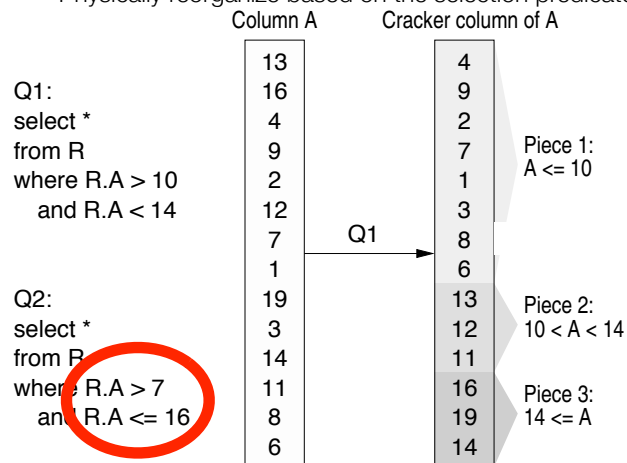 Physically reorganize based on the selection predicate
Column A
Cracker column of A
Q1:
select *
from R
where R.A > 10
and R.A < 14
Q2:
select *
from R
where R.A > 7
and R.A <= 16
13
16
4
9
2
12
7
1
19
3
14
11
8
6
Q1
4
9
2
7
1
3
8
6
13
12
11
16
19
14
Piece 1:
A <= 10
Piece 2:
10 < A < 14
Piece 3:
14 <= A